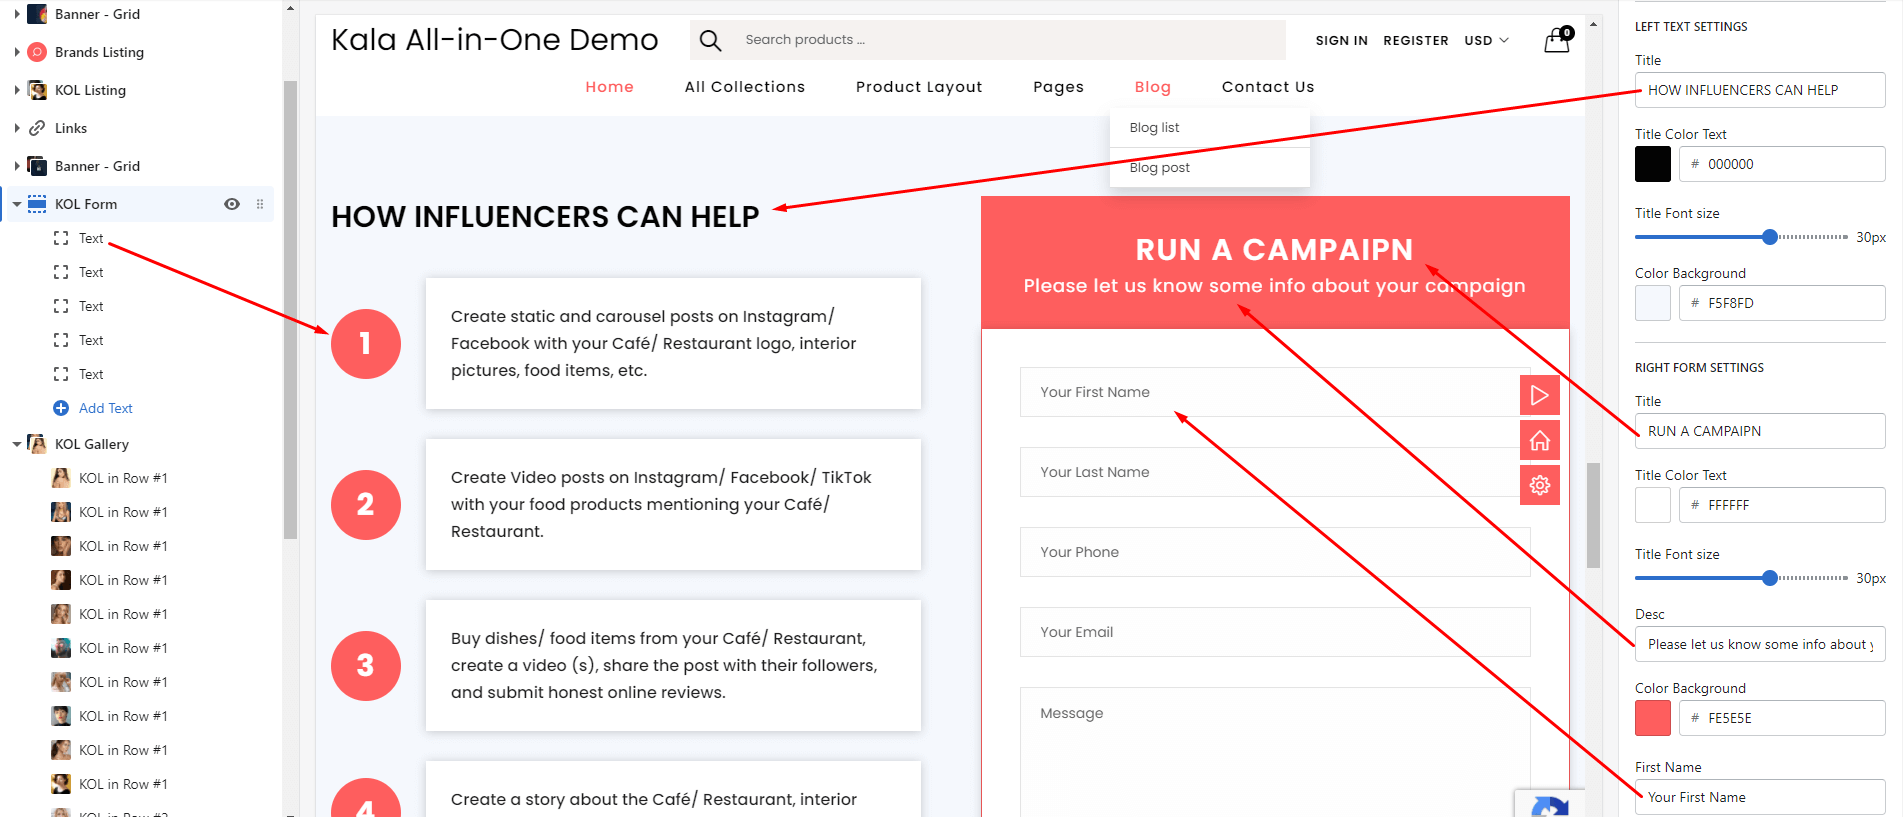 Banner - Grid
Brands Listing
KOL Listing
Links
Banner - Grid
KOL Form
Text
Text
Text
Text
Text
Add Text
KOL Gallery
KOL in Row #1
KOL in Row #1
KOL in Row #1
KOL in Row #1
KOL in Row #1
KOL in Row #1
KOL in Row #1
KOL in Row #1
KOL in Row #1
KOL in Row #1
Kala All-in-One Demo
Search products ...
SIGN IN REGISTER USD
0
Home All Collections Product Layout Pages Blog Contact Us
Blog list
Blog post
HOW INFLUENCERS CAN HELP
1
Create static and carousel posts on Instagram/
Facebook with your Café/ Restaurant logo, interior
pictures, food items, etc.
2
Create Video posts on Instagram/ Facebook/ TikTok
with your food products mentioning your Café/
Restaurant.
3
Buy dishes/ food items from your Café/ Restaurant,
create a video (s), share the post with their followers,
and submit honest online reviews.
4
Create a story about the Café/ Restaurant, interior
RUN A CAMPAIPN
Please let us know some info about your campaign
Your First Name
Your Last Name
Your Phone
Your Email
Message
LEFT TEXT SETTINGS
Title
HOW INFLUENCERS CAN HELP
Title Color Text
# 000000
Title Font size
30px
Color Background
# F5F8FD
RIGHT FORM SETTINGS
Title
RUN A CAMPAIPN
Title Color Text
# FFFFFF
Title Font size
30px
Desc
Please let us know some info about
Color Background
# FE5E5E
First Name
Your First Name